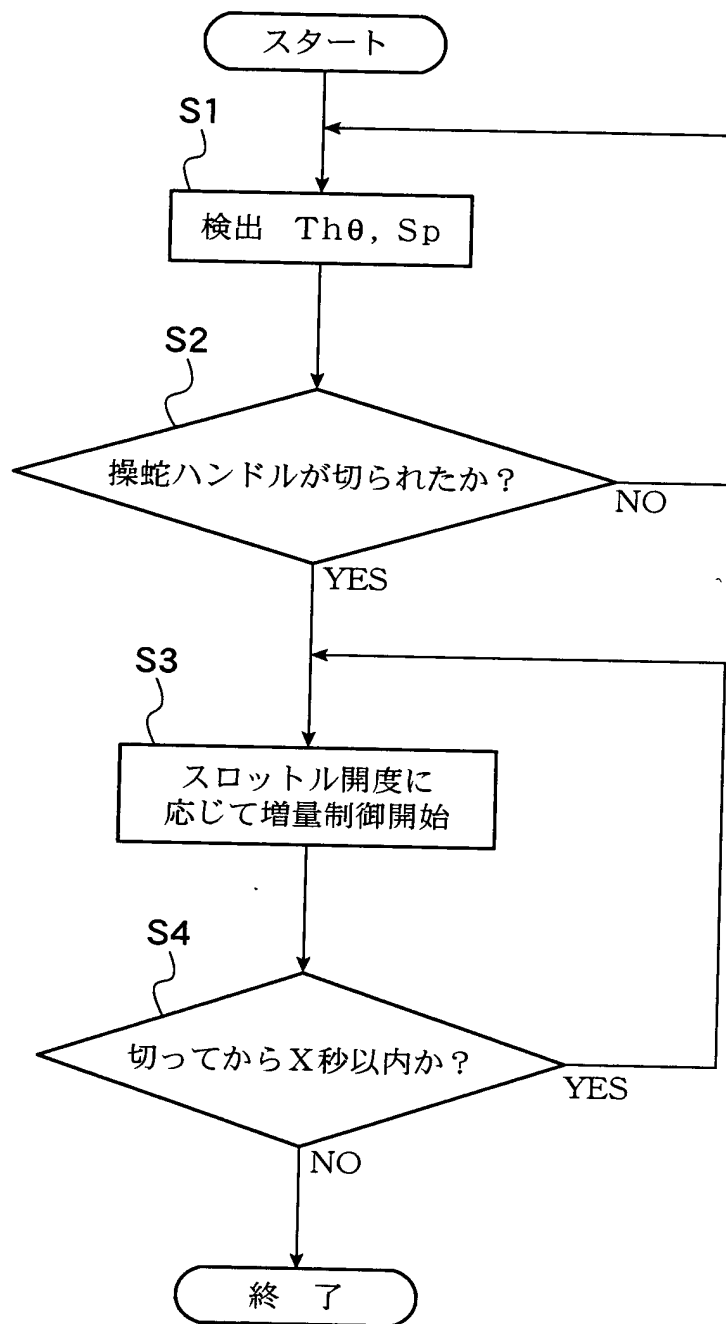 スタート
S1
検出 Thθ, Sp
S2
操蛇ハンドルが切られたか？
NO
YES
S3
スロットル開度に
応じて増量制御開始
S4
切ってからX秒以内か？
YES
NO
終 了